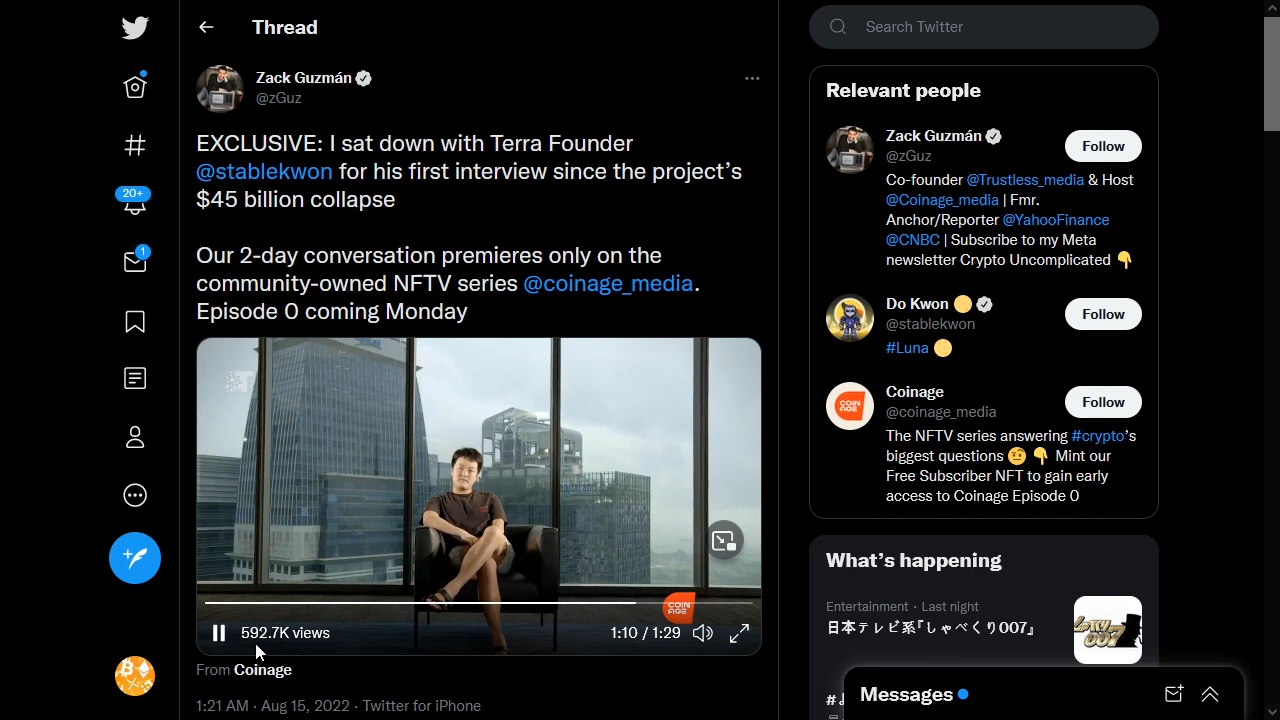 Thread
Search Twitter
Zack Guzmán
@zGuz
EXCLUSIVE: I sat down with Terra Founder
@stablekwon for his first interview since the project's
$45 billion collapse
Our 2-day conversation premieres only on the
community-owned NFTV series @coinage_media.
Episode 0 coming Monday
COIN
AGE
592.7K views
1:10 / 1:29
From Coinage
1:21 AM · Aug 15, 2022 · Twitter for iPhone
20+
1
Relevant people
Zack Guzmán
Follow
@zGuz
Co-founder @Trustless_media & Host
@Coinage_media | Fmr.
Anchor/Reporter @YahooFinance
@CNBC | Subscribe to my Meta
newsletter Crypto Uncomplicated
Do Kwon
Follow
@stablekwon
#Luna
COIN
AGE
Coinage
Follow
@coinage_media
The NFTV series answering #crypto's
biggest questions Mint our
Free Subscriber NFT to gain early
access to Coinage Episode 0
What's happening
Entertainment · Last night
日本テレビ系『しゃべくり007』
Messages